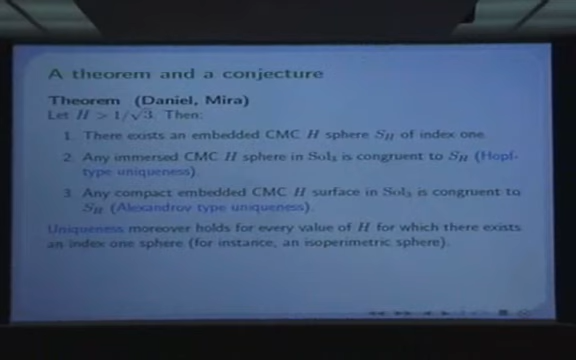 A theorem and a conjecture
Theorem (Daniel, Mira)
Let H > 1/√3. Then:
1. There exists an embedded CMC H sphere S_H of index one.
2. Any immersed CMC H sphere in Sol₃ is congruent to S_H (Hopf-
type uniqueness).
3. Any compact embedded CMC H surface in Sol₃ is congruent to
S_H (Alexandrov type uniqueness).
Uniqueness moreover holds for every value of H for which there exists
an index one sphere (for instance, an isoperimetric sphere).